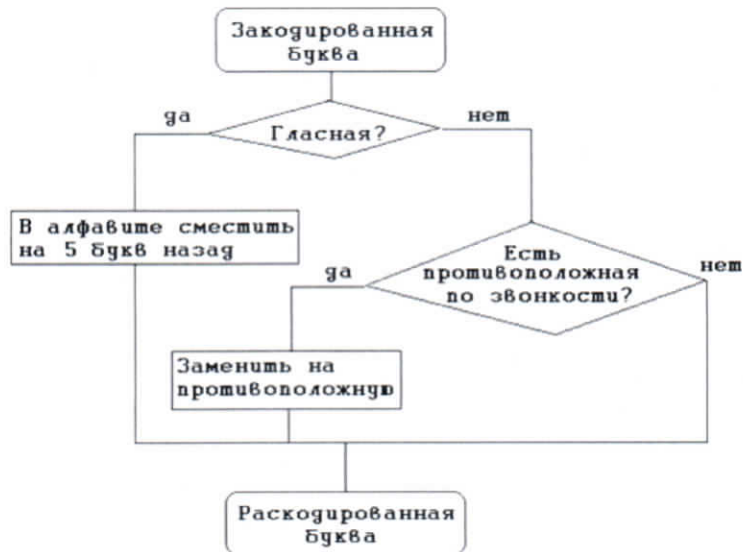 Закодированная
буква
да
Гласная?
нет
В алфавите сместить
на 5 букв назад
да
Есть
противоположная
по звонкости?
нет
Заменить на
противоположную
Раскодированная
буква